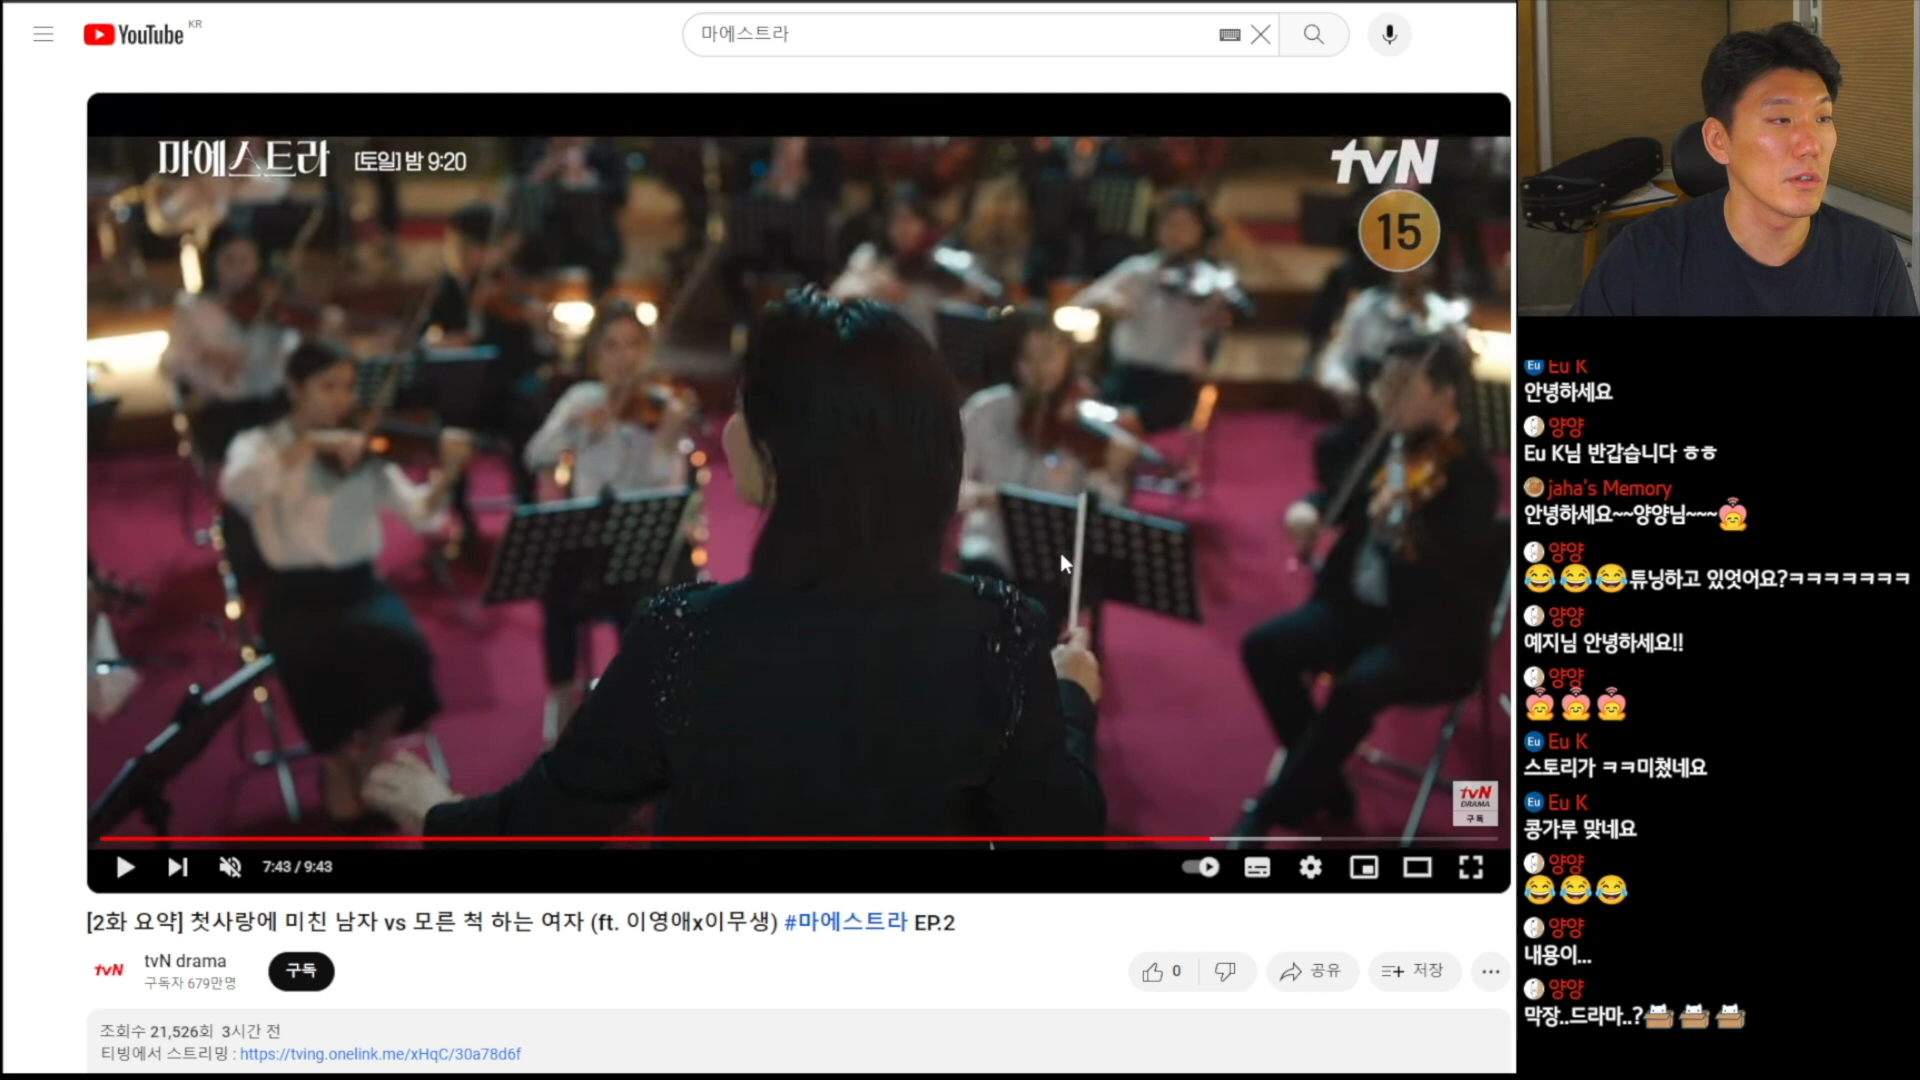 YouTube KR
마에스트라
마에스트라 [토일] 밤 9:20
tvN
15
tvN
DRAMA
구독
7:43 / 9:43
[2화 요약] 첫사랑에 미친 남자 vs 모른 척 하는 여자 (ft. 이영애x이무생) #마에스트라 EP.2
tvN
tvN drama
구독자 679만명
구독
0
공유
저장
조회수 21,526회 3시간 전
티빙에서 스트리밍 : https://tving.onelink.me/xHqC/30a78d6f
Eu Eu K
안녕하세요
양양
Eu K님 반갑습니다 ㅎㅎ
jaha's Memory
안녕하세요~~양양님~~~
양양
튜닝하고 있엇어요?ㅋㅋㅋㅋㅋㅋㅋ
양양
예지님 안녕하세요!!
양양
Eu Eu K
스토리가 ㅋㅋ미쳤네요
Eu Eu K
콩가루 맞네요
양양
양양
내용이...
양양
막장..드라마..?